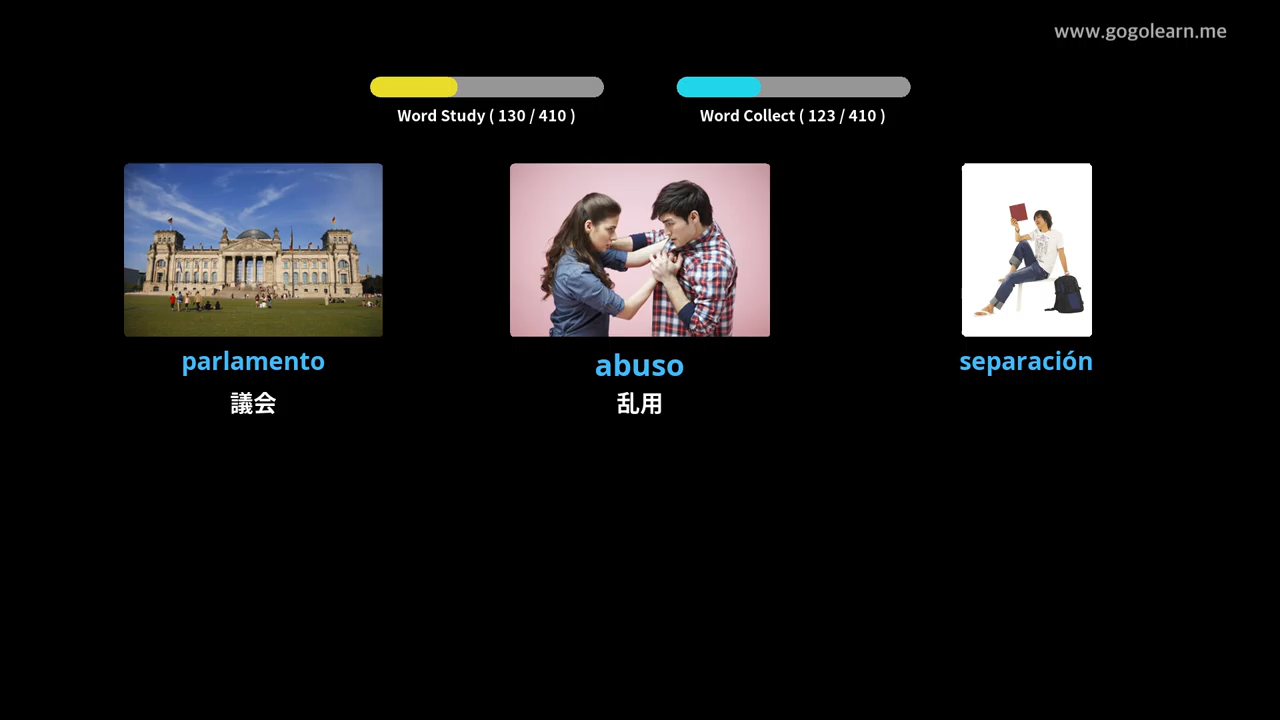 www.gogolearn.me
Word Study ( 130 / 410 )
Word Collect ( 123 / 410 )
parlamento
abuso
separación
議会
乱用